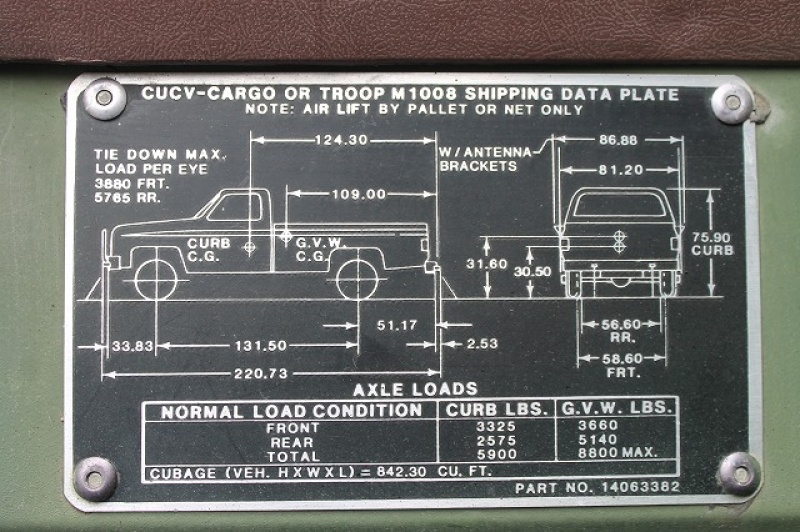 CUCV-CARGO OR TROOP M1008 SHIPPING DATA PLATE
NOTE: AIR LIFT BY PALLET OR NET ONLY
TIE DOWN MAX.
LOAD PER EYE
3880 FRT.
5765 RR.
124.30
109.00
CURB
C.G.
G.V.W.
C.G.
33.83
131.50
51.17
2.53
220.73
W/ANTENNA
BRACKETS
86.88
81.20
31.60
30.50
75.90
CURB
56.60
RR.
58.60
FRT.
AXLE LOADS
NORMAL LOAD CONDITION CURB LBS. G.V.W. LBS.
FRONT 3325 3660
REAR 2575 5140
TOTAL 5900 8800 MAX.
CUBAGE (VEH. HXWXL) = 842.30 CU. FT.
PART NO. 14063382